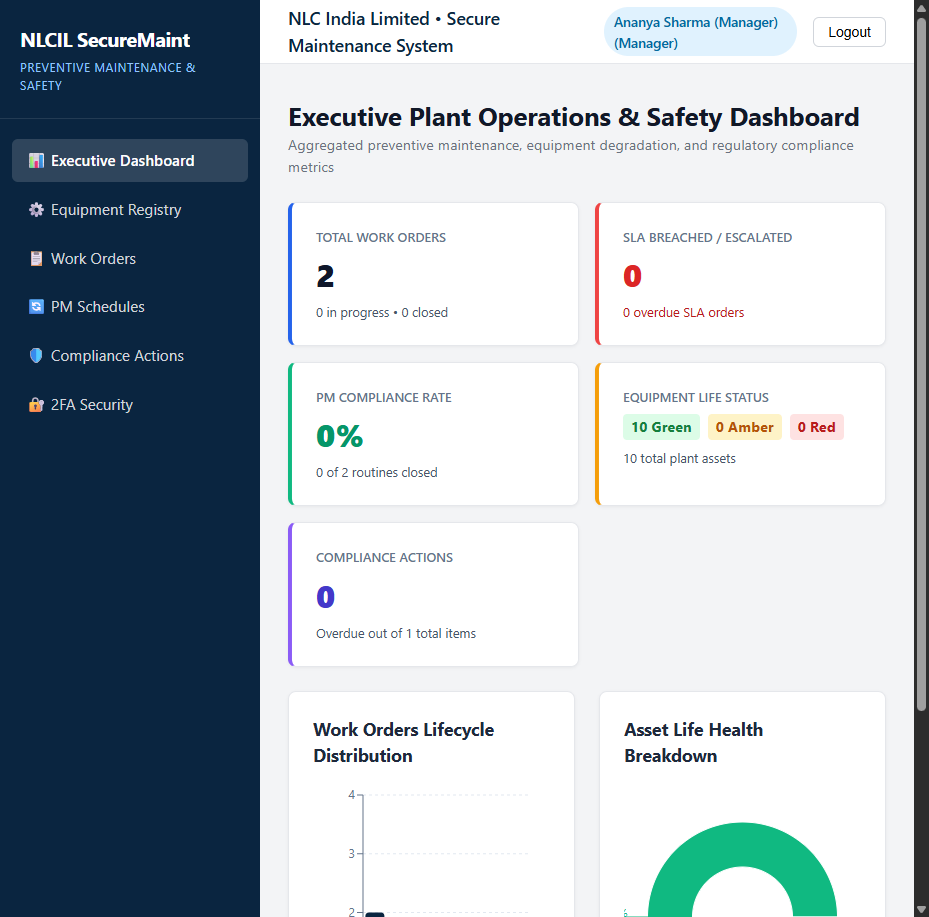 NLCIL SecureMaint
PREVENTIVE MAINTENANCE &
SAFETY
Executive Dashboard
Equipment Registry
Work Orders
PM Schedules
Compliance Actions
2FA Security
NLC India Limited • Secure
Maintenance System
Ananya Sharma (Manager)
(Manager)
Logout
Executive Plant Operations & Safety Dashboard
Aggregated preventive maintenance, equipment degradation, and regulatory compliance
metrics
TOTAL WORK ORDERS
2
0 in progress • 0 closed
SLA BREACHED / ESCALATED
0
0 overdue SLA orders
PM COMPLIANCE RATE
0%
0 of 2 routines closed
EQUIPMENT LIFE STATUS
10 Green 0 Amber 0 Red
10 total plant assets
COMPLIANCE ACTIONS
0
Overdue out of 1 total items
Work Orders Lifecycle
Distribution
4
3
2
Asset Life Health
Breakdown